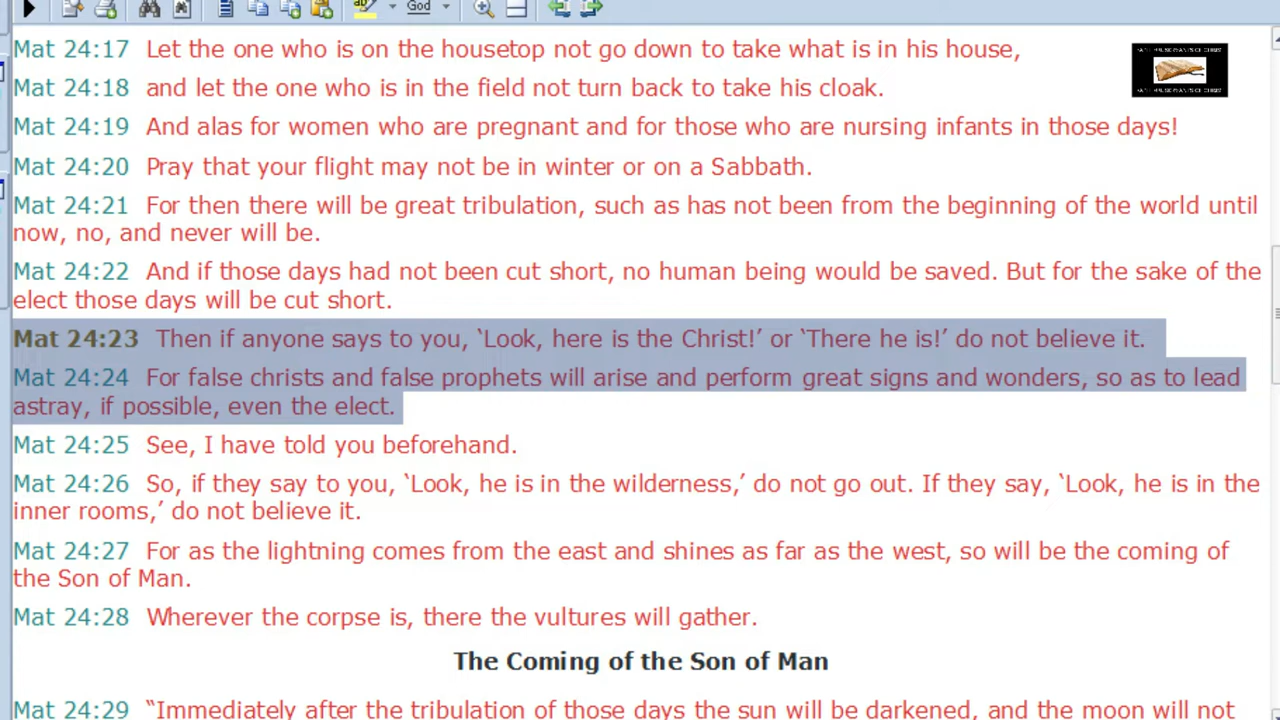 God
Mat 24:17 Let the one who is on the housetop not go down to take what is in his house,
Mat 24:18 and let the one who is in the field not turn back to take his cloak.
Mat 24:19 And alas for women who are pregnant and for those who are nursing infants in those days!
Mat 24:20 Pray that your flight may not be in winter or on a Sabbath.
Mat 24:21 For then there will be great tribulation, such as has not been from the beginning of the world until
now, no, and never will be.
Mat 24:22 And if those days had not been cut short, no human being would be saved. But for the sake of the
elect those days will be cut short.
Mat 24:23 Then if anyone says to you, ‘Look, here is the Christ!’ or ‘There he is!’ do not believe it.
Mat 24:24 For false christs and false prophets will arise and perform great signs and wonders, so as to lead
astray, if possible, even the elect.
Mat 24:25 See, I have told you beforehand.
Mat 24:26 So, if they say to you, ‘Look, he is in the wilderness,’ do not go out. If they say, ‘Look, he is in the
inner rooms,’ do not believe it.
Mat 24:27 For as the lightning comes from the east and shines as far as the west, so will be the coming of
the Son of Man.
Mat 24:28 Wherever the corpse is, there the vultures will gather.
The Coming of the Son of Man
Mat 24:29 “Immediately after the tribulation of those days the sun will be darkened, and the moon will not